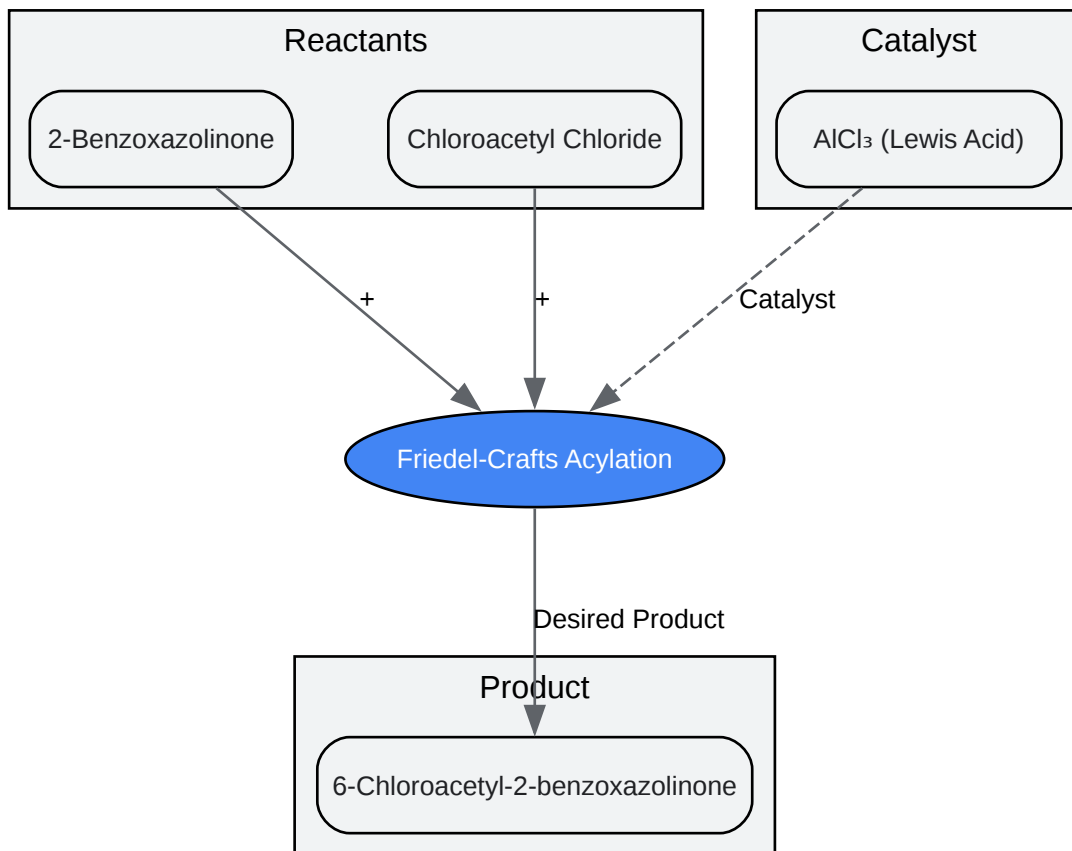 Reactants
Catalyst
2-Benzoxazolinone
Chloroacetyl Chloride
AlCl₃ (Lewis Acid)
+
+
Catalyst
Friedel-Crafts Acylation
Desired Product
Product
6-Chloroacetyl-2-benzoxazolinone